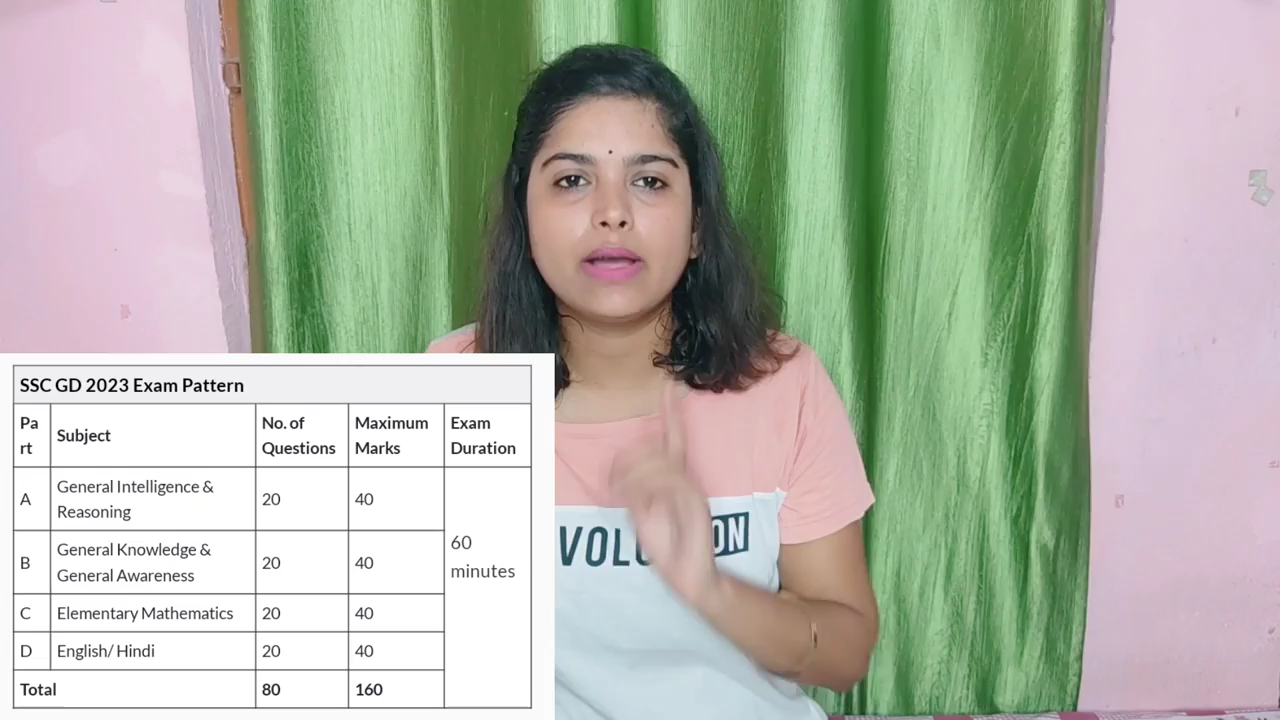 SSC GD 2023 Exam Pattern
Pa
rt
Subject
No. of
Questions
Maximum
Marks
Exam
Duration
A
General Intelligence &
Reasoning
20
40
60
minutes
B
General Knowledge &
General Awareness
20
40
C
Elementary Mathematics
20
40
D
English/ Hindi
20
40
Total
80
160